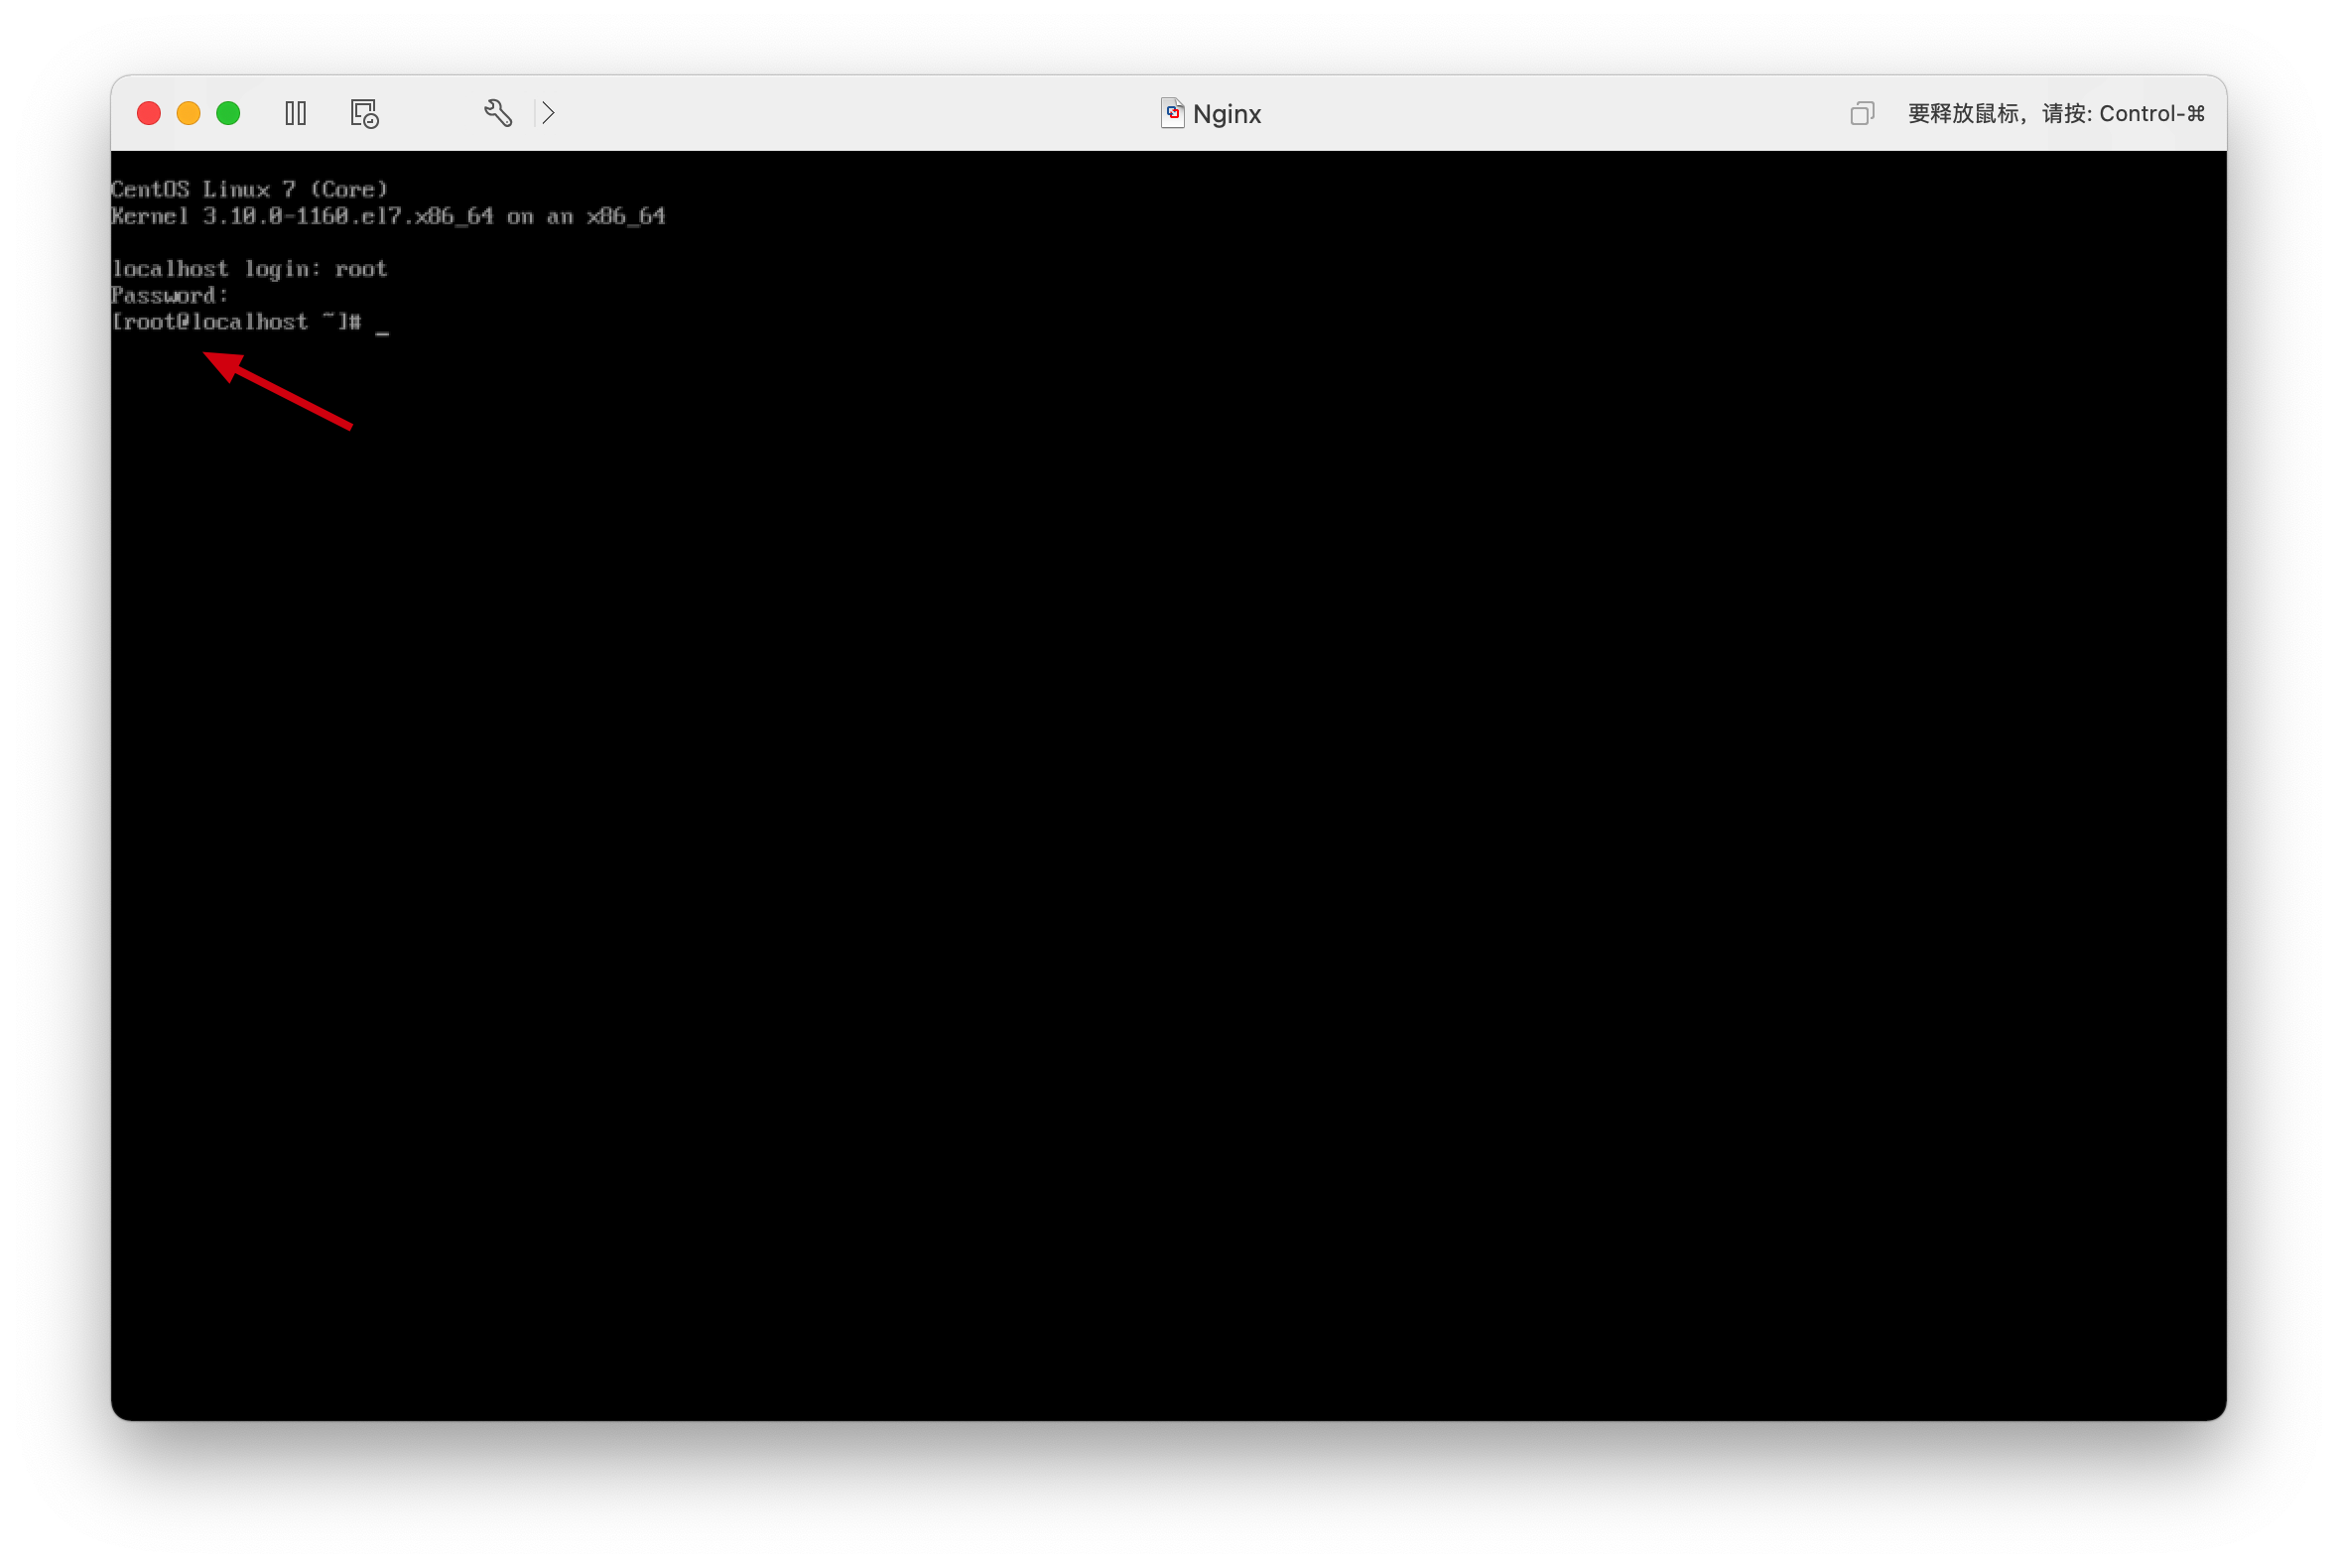 Nginx
要释放鼠标，请按: Control-⌘
CentOS Linux 7 (Core)
Kernel 3.10.0-1160.el7.x86_64 on an x86_64
localhost login: root
Password:
[root@localhost ~]# _